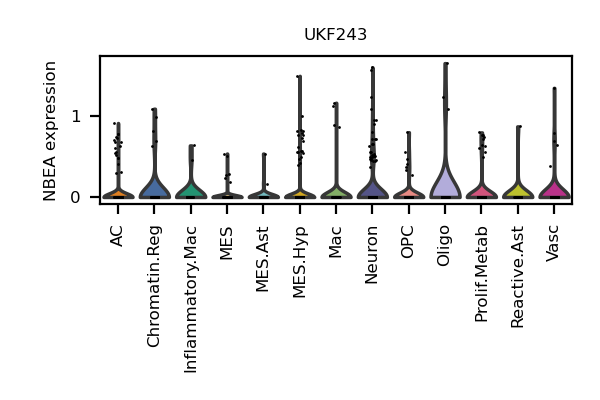 UKF243
NBEA expression
1
0
AC
Chromatin.Reg
Inflammatory.Mac
MES
MES.Ast
MES.Hyp
Mac
Neuron
OPC
Oligo
Prolif.Metab
Reactive.Ast
Vasc